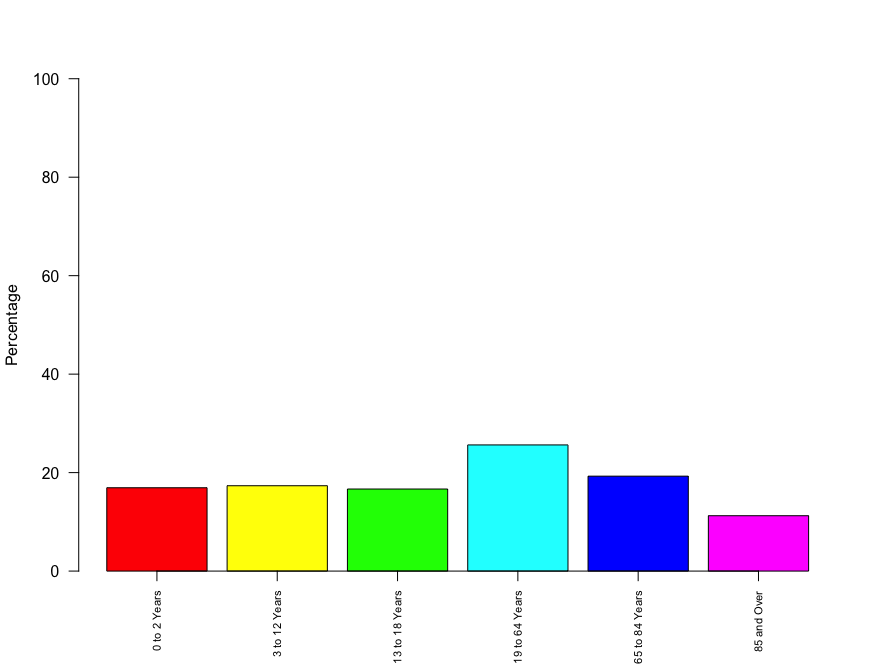 Percentage
100
80
60
40
20
0
0 to 2 Years
3 to 12 Years
13 to 18 Years
19 to 64 Years
65 to 84 Years
85 and Over